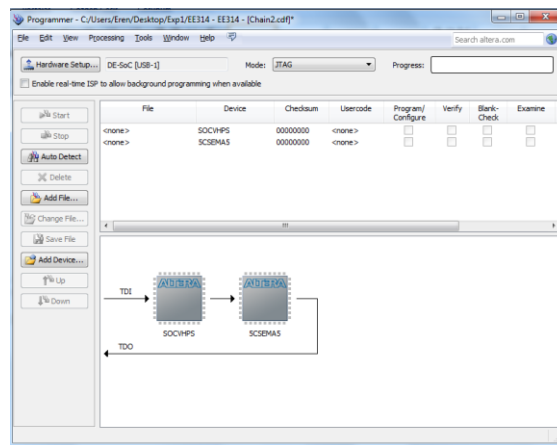 Programmer - C:/Users/Eren/Desktop/Exp1/EE314 - EE314 - [Chain2.cdf]*
File Edit View Processing Tools Window Help
Search altera.com
Hardware Setup... DE-SoC [USB-1] Mode: JTAG Progress:
Enable real-time ISP to allow background programming when available
Start
Stop
Auto Detect
Delete
Add File...
Change File...
Save File
Add Device...
Up
Down
File Device Checksum Usercode Program/ Configure Verify Blank- Check Examine
<none> SOCVHPS 00000000 <none>
<none> 5CSEMA5 00000000 <none>
TDI
ALTERA ALTERA
SOCVHPS 5CSEMA5
TDO